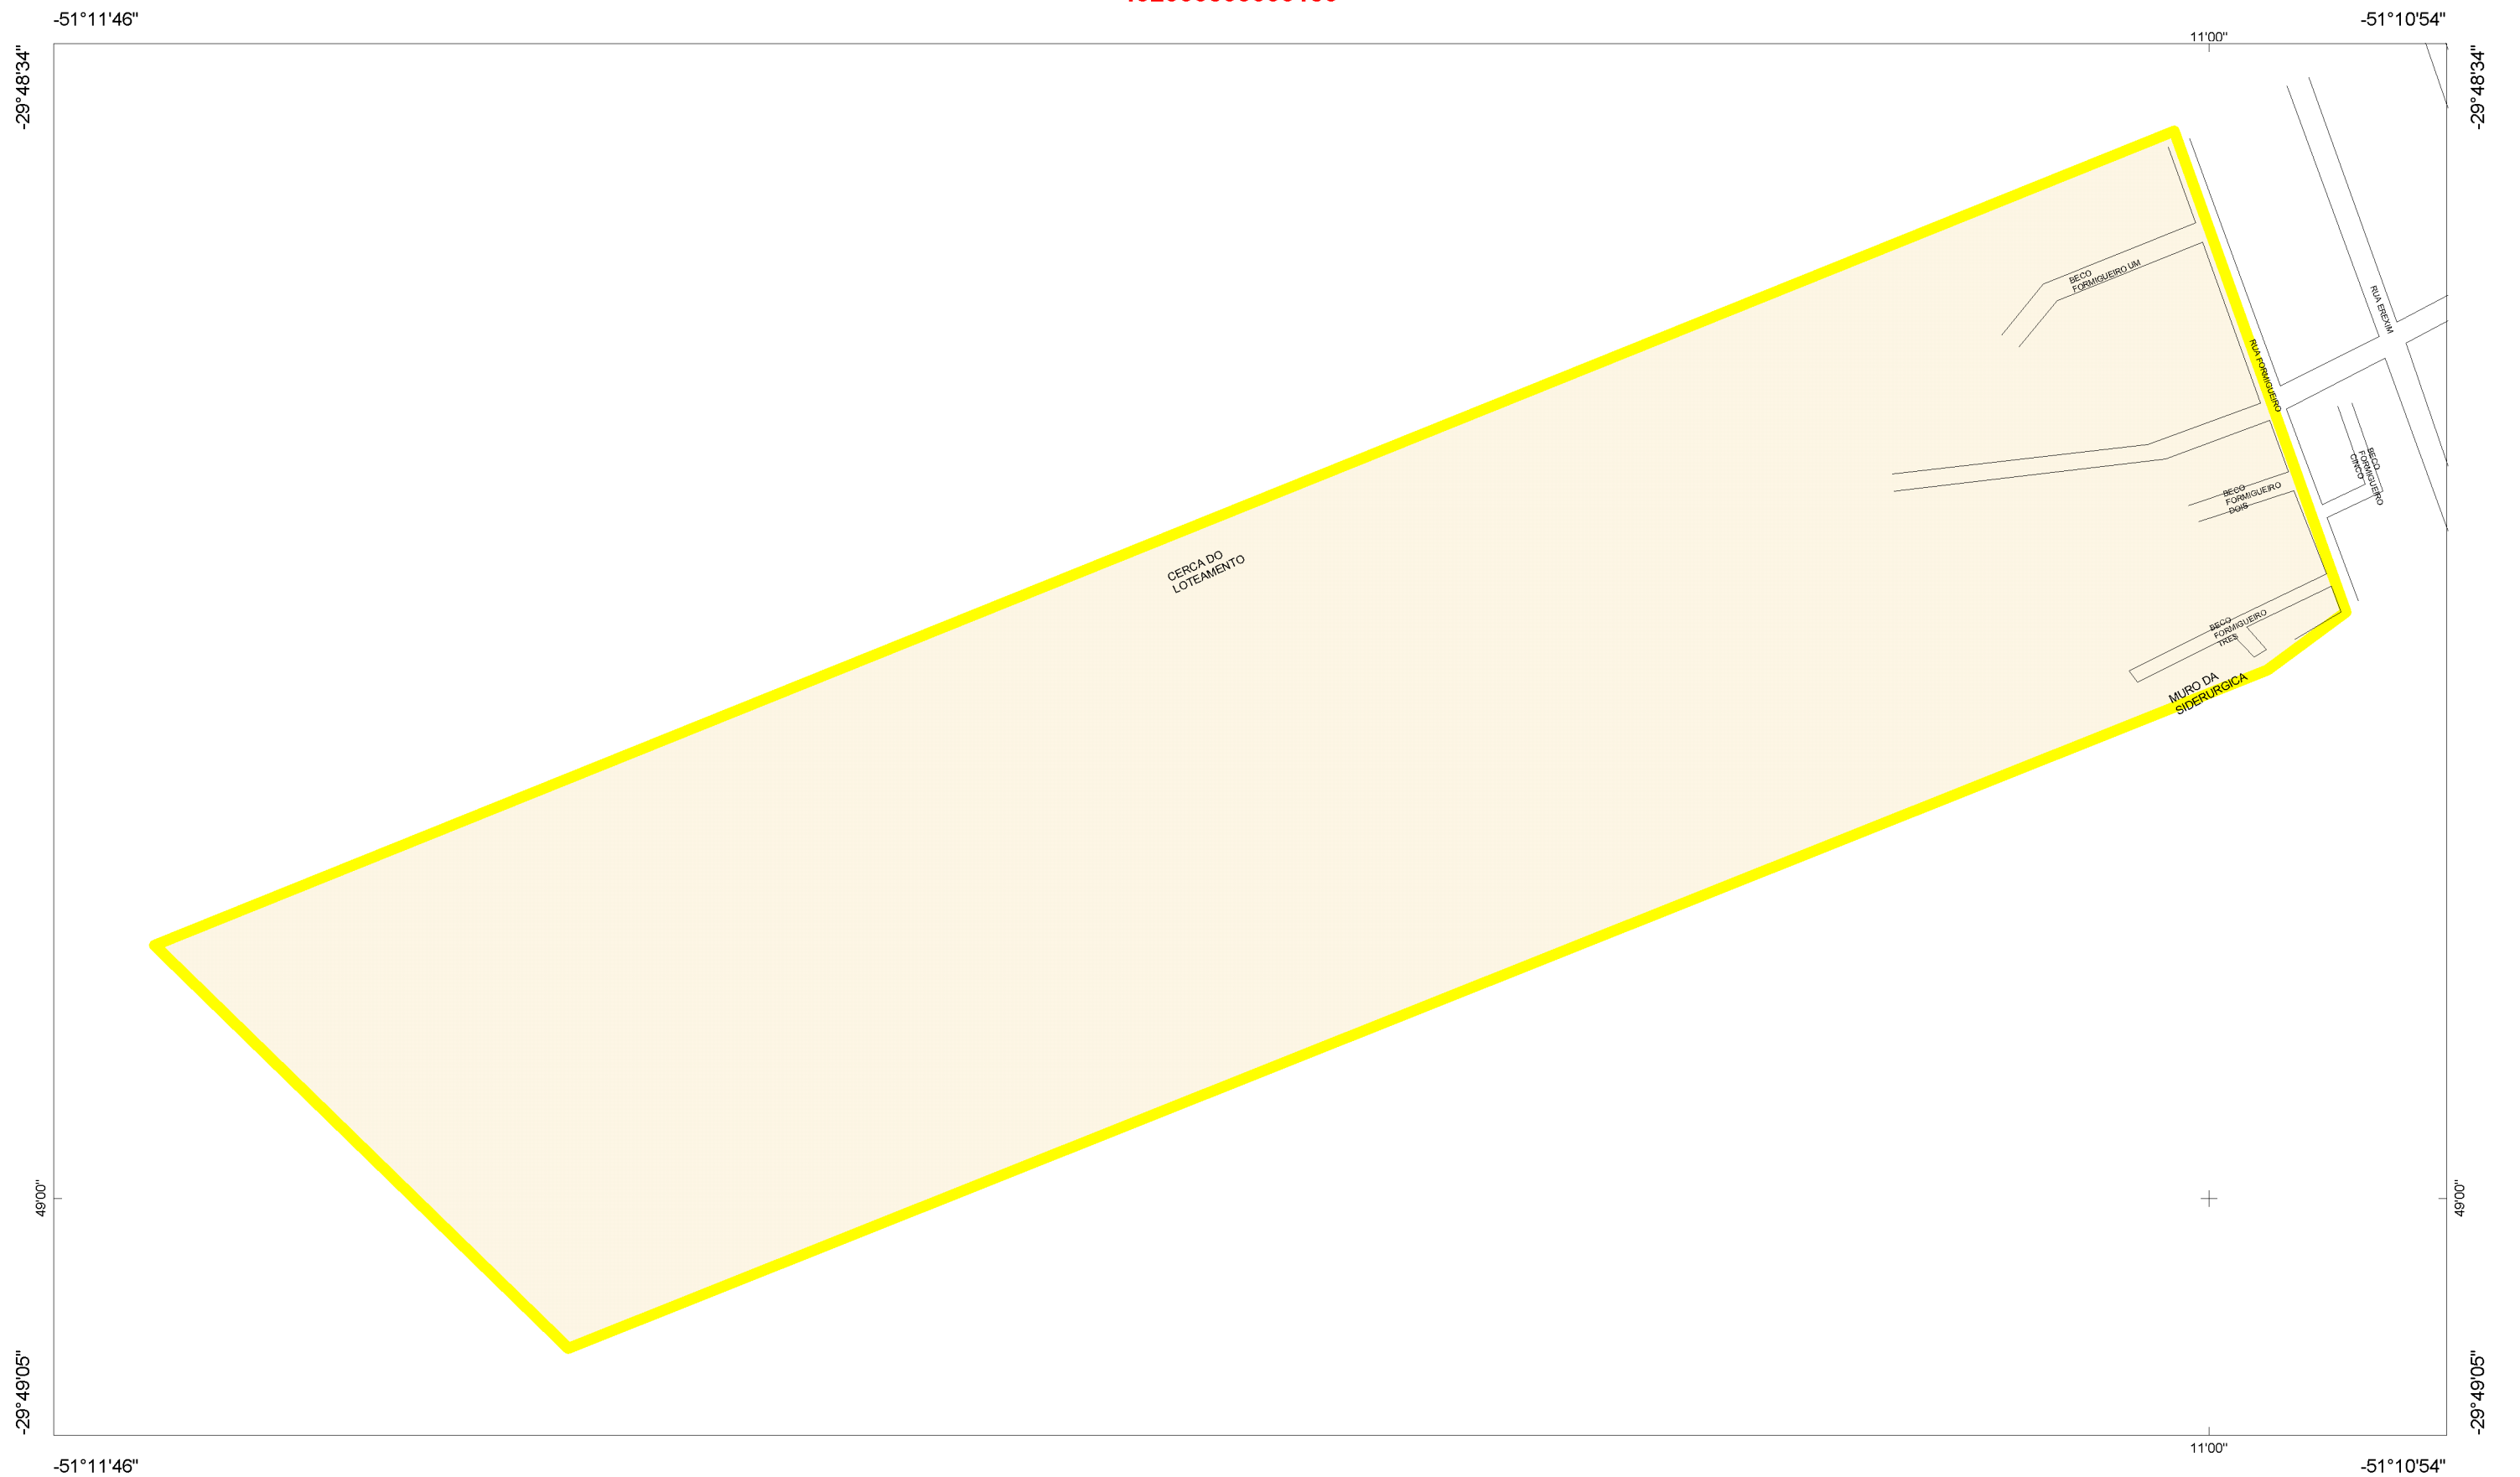 -51°11'46"
-51°10'54"
-29°48'34"
-29°48'34"
11'00"
RUA EREXIM
BECO
FORMIGUEIRO UM
RUA FORMIGUEIRO
BECO
FORMIGUEIRO
CINCO
BECO
FORMIGUEIRO
DOIS
CERCA DO
LOTEAMENTO
BECO
FORMIGUEIRO
TRES
MURO DA
SIDERURGICA
49'00"
49'00"
-29°49'05"
-29°49'05"
11'00"
-51°11'46"
-51°10'54"